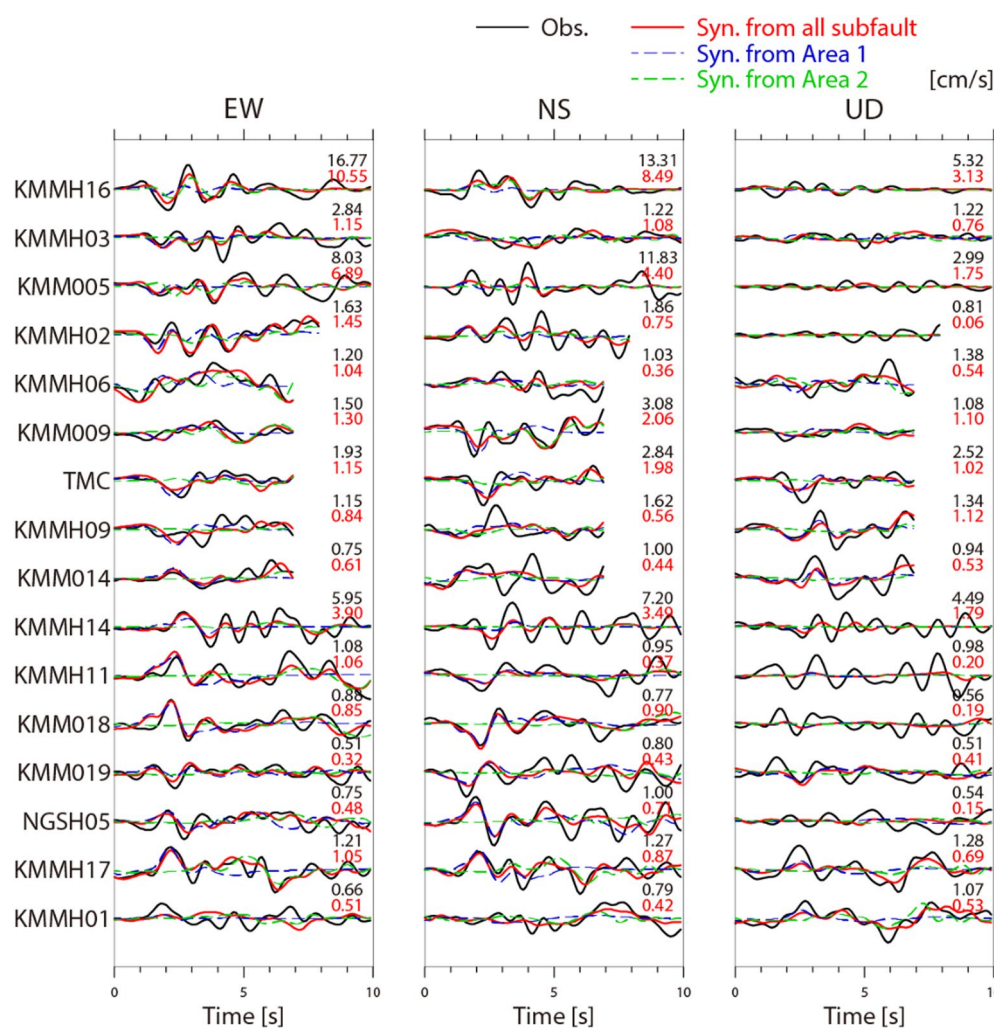 Obs. Syn. from all subfault
Syn. from Area 1
Syn. from Area 2 [cm/s]
EW NS UD
16.77 13.31 5.32
KMMH16 10.55 8.49 3.13
2.84 1.22 1.22
KMMH03 1.15 1.08 0.76
8.03 11.83 2.99
KMM005 6.89 4.40 1.75
1.63 1.86 0.81
KMMH02 1.45 0.75 0.06
1.20 1.03 1.38
KMMH06 1.04 0.36 0.54
1.50 3.08 1.08
KMM009 1.30 2.06 1.10
1.93 2.84 2.52
TMC 1.15 1.98 1.02
1.15 1.62 1.34
KMMH09 0.84 0.56 1.12
0.75 1.00 0.94
KMM014 0.61 0.44 0.53
5.95 7.20 4.49
KMMH14 3.90 3.49 1.79
1.08 0.95 0.98
KMMH11 1.06 0.37 0.20
0.88 0.77 0.56
KMM018 0.85 0.90 0.19
0.51 0.80 0.51
KMM019 0.32 0.43 0.41
0.75 1.00 0.54
NGSH05 0.48 0.15
1.21 1.27 1.28
KMMH17 1.05 0.87 0.69
0.66 0.79 1.07
KMMH01 0.51 0.42 0.53
0 5 10 0 5 10 0 5 1
Time [s] Time [s] Time [s]